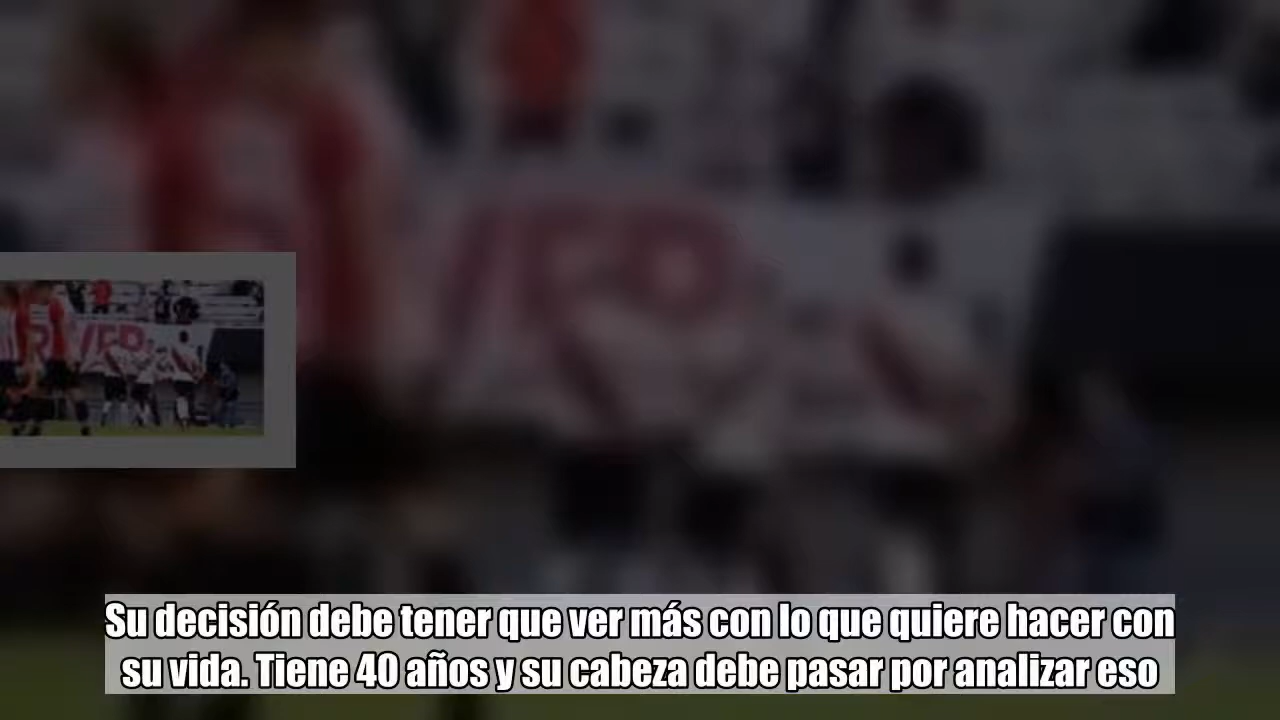 Su decisión debe tener que ver más con lo que quiere hacer con
su vida. Tiene 40 años y su cabeza debe pasar por analizar eso